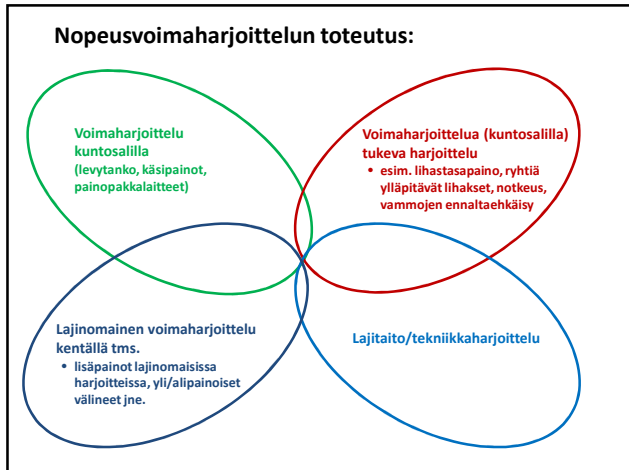 Nopeusvoimaharjoittelun toteutus:
Voimaharjoittelu
kuntosalilla
(levytanko, käsipainot,
painopakkalaitteet)
Voimaharjoittelua (kuntosalilla)
tukeva harjoittelu
• esim. lihastasapaino, ryhtiä
ylläpitävät lihakset, notkeus,
vammojen ennaltaehkäisy
Lajinomainen voimaharjoittelu
kentällä tms.
• lisäpainot lajinomaisissa
harjoitteissa, yli/alipainoiset
välineet jne.
Lajitaito/tekniikkaharjoittelu